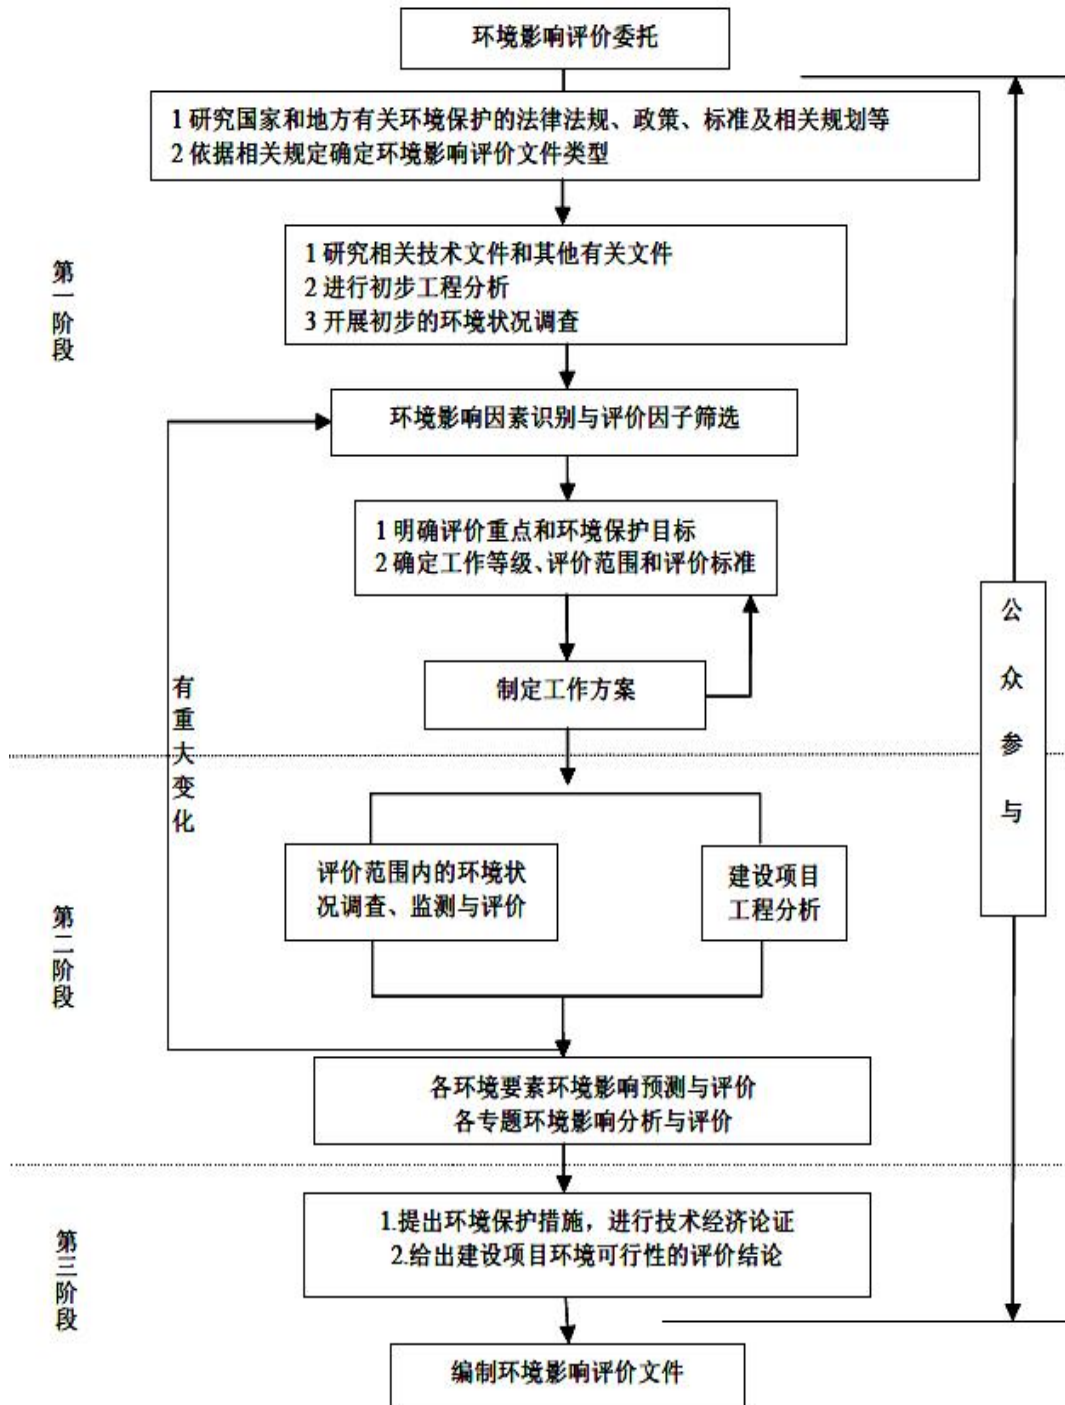 环境影响评价委托
1 研究国家和地方有关环境保护的法律法规、政策、标准及相关规划等
2 依据相关规定确定环境影响评价文件类型
第一阶段
1 研究相关技术文件和其他有关文件
2 进行初步工程分析
3 开展初步的环境状况调查
环境影响因素识别与评价因子筛选
1 明确评价重点和环境保护目标
2 确定工作等级、评价范围和评价标准
制定工作方案
有重大变化
公众参与
第二阶段
评价范围内的环境状
况调查、监测与评价
建设项目
工程分析
各环境要素环境影响预测与评价
各专题环境影响分析与评价
第三阶段
1.提出环境保护措施，进行技术经济论证
2.给出建设项目环境可行性的评价结论
编制环境影响评价文件